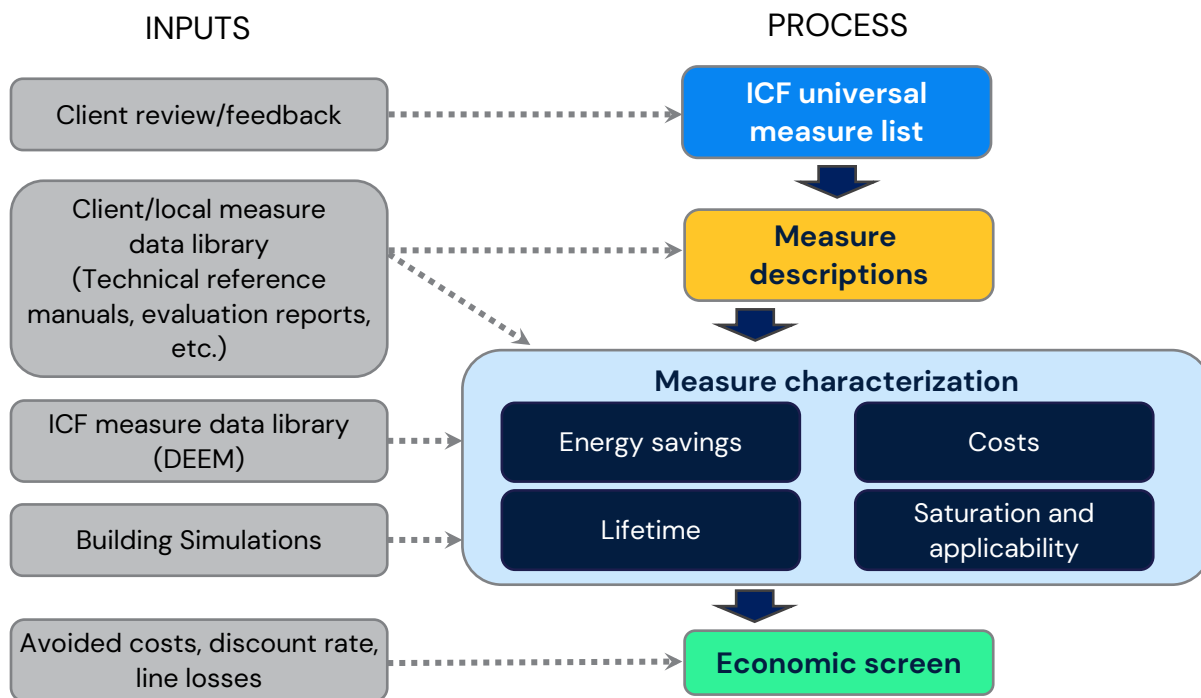 INPUTS
PROCESS
Client review/feedback
ICF universal
measure list
Client/local measure
data library
(Technical reference
manuals, evaluation reports,
etc.)
Measure
descriptions
Measure characterization
ICF measure data library
(DEEM)
Energy savings
Costs
Building Simulations
Lifetime
Saturation and
applicability
Avoided costs, discount rate,
line losses
Economic screen